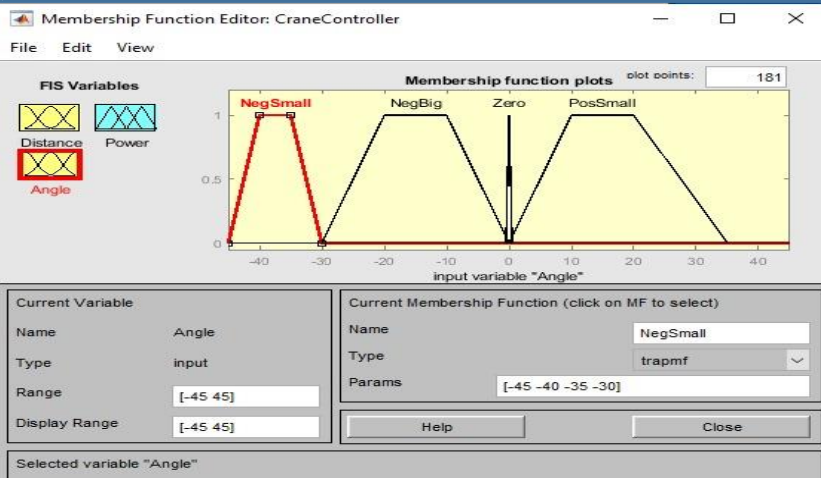 Membership Function Editor: CraneController
File Edit View
FIS Variables
Distance Power
Angle
Membership function plots plot points: 181
NegSmall NegBig Zero PosSmall
1
0.5
0
-40 -30 -20 -10 0 10 20 30 40
input variable "Angle"
Current Variable
Name Angle
Type input
Range [-45 45]
Display Range [-45 45]
Current Membership Function (click on MF to select)
Name NegSmall
Type trapmf
Params [-45 -40 -35 -30]
Help Close
Selected variable "Angle"